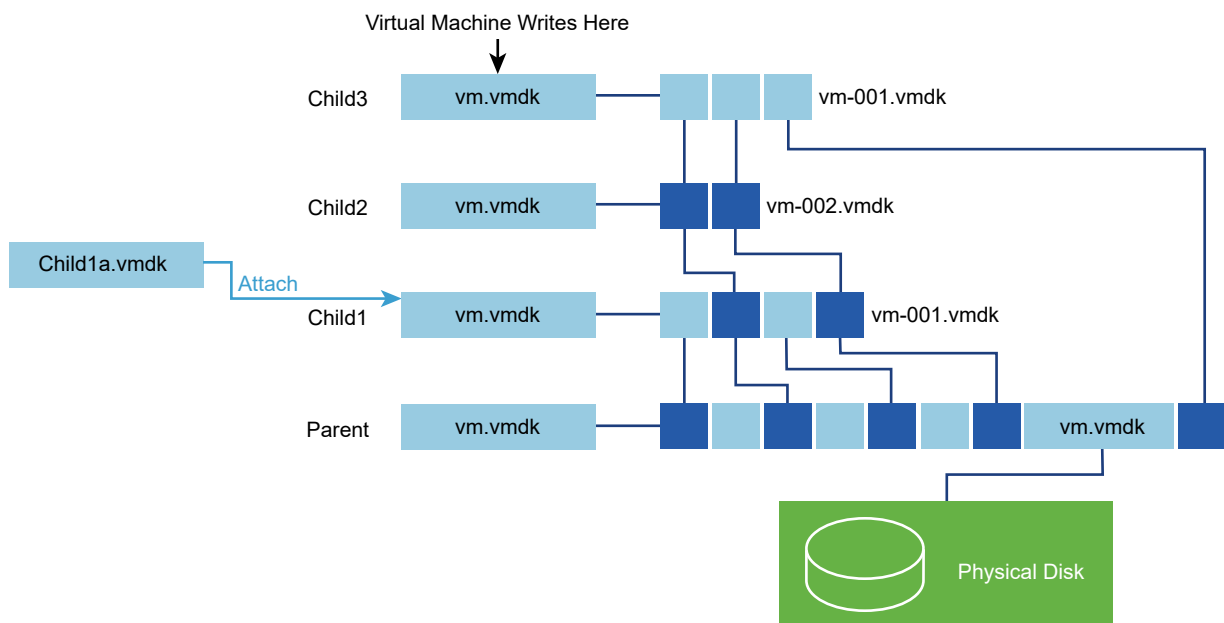 Virtual Machine Writes Here
Child3
vm.vmdk
vm-001.vmdk
Child2
vm.vmdk
vm-002.vmdk
Child1a.vmdk
Attach
Child1
vm.vmdk
vm-001.vmdk
Parent
vm.vmdk
vm.vmdk
Physical Disk